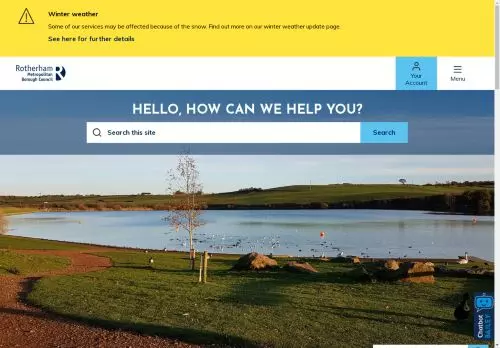 Winter weather
Some of our services may be affected because of the snow. Find out more on our winter weather update page.
See here for further details
Rotherham
Metropolitan
Borough Council
Your
Account
Menu
HELLO, HOW CAN WE HELP YOU?
Search this site
Search
Chatbot
BAILEY